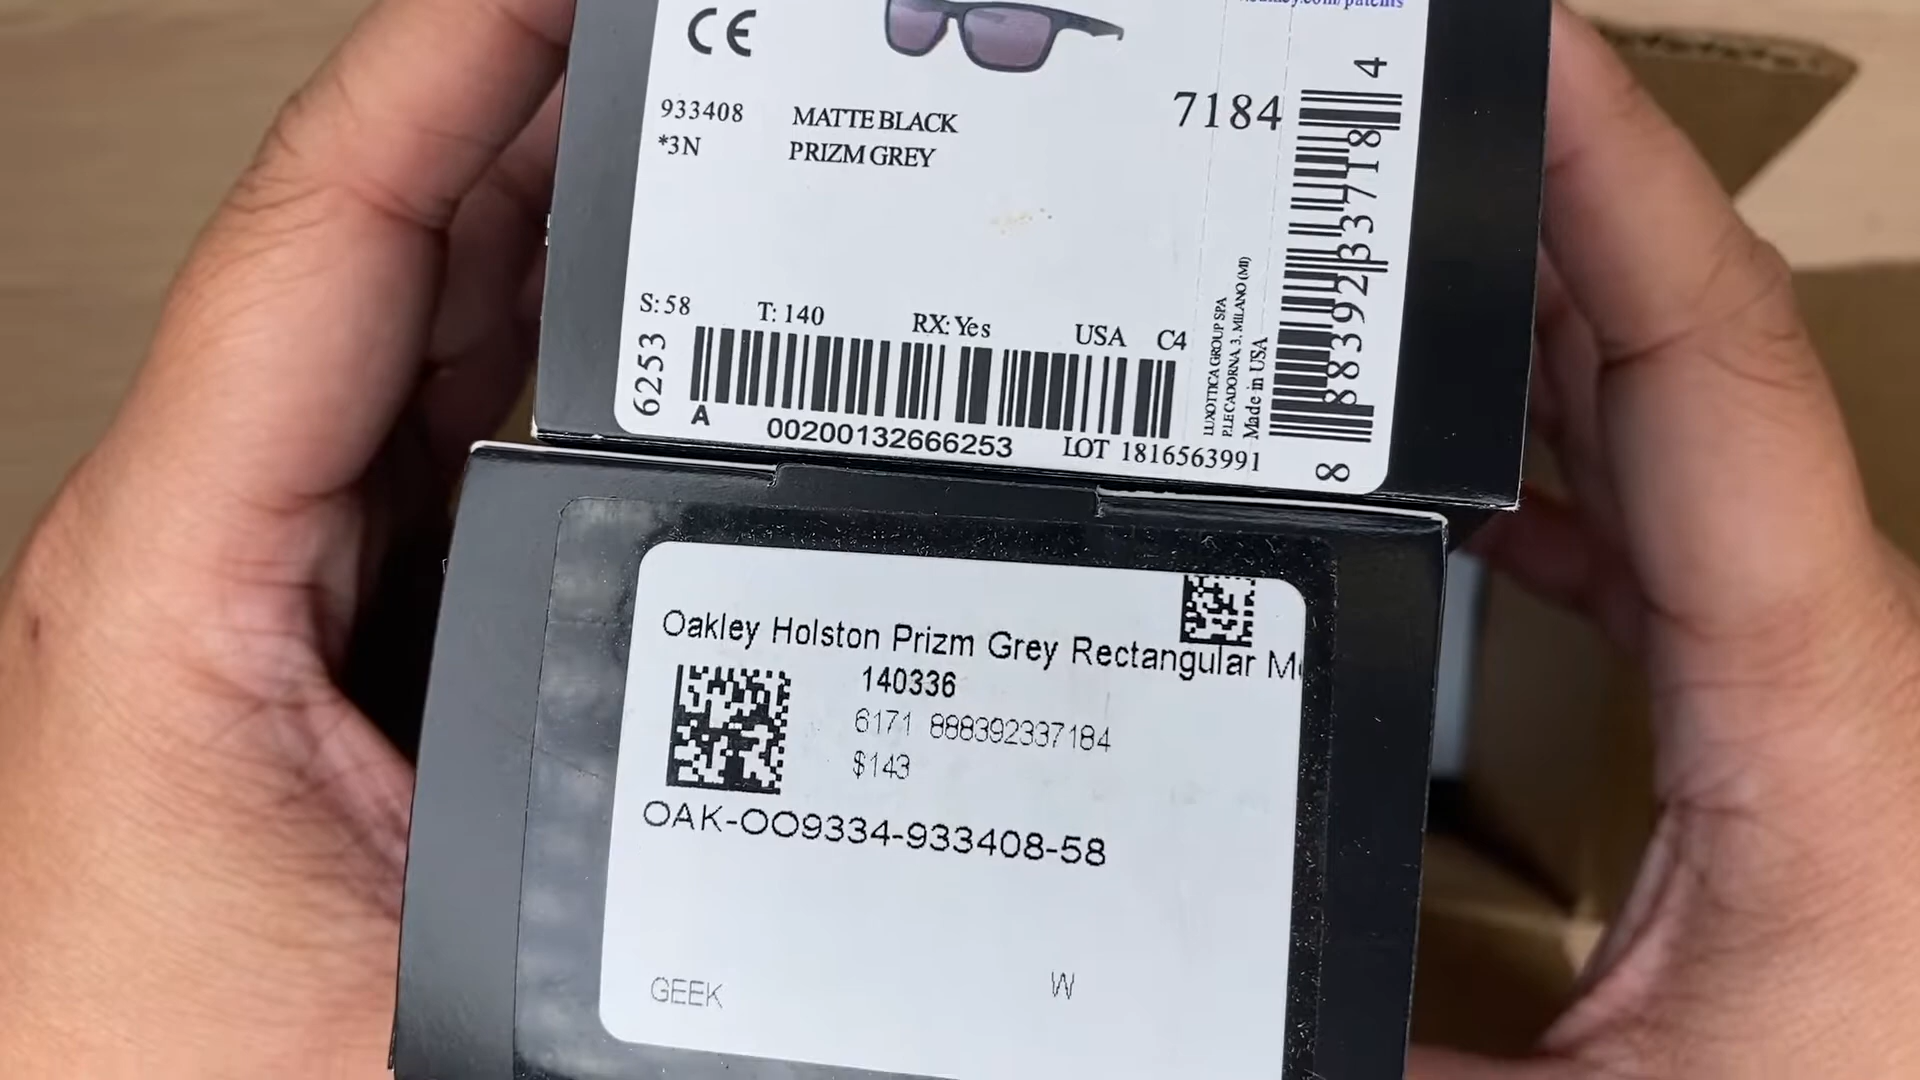 CE
933408 MATTE BLACK
*3N PRIZM GREY
7184
S: 58 T: 140 RX: Yes USA C4
6253
A 00200132666253 LOT 1816563991
LUXOTTICA GROUP SPA
P.LE CADORNA, 3, MILANO (MI)
Made in USA
8 88392337718 4
Oakley Holston Prizm Grey Rectangular
140336
6171 888392337184
$143
OAK-OO9334-933408-58
GEEK W